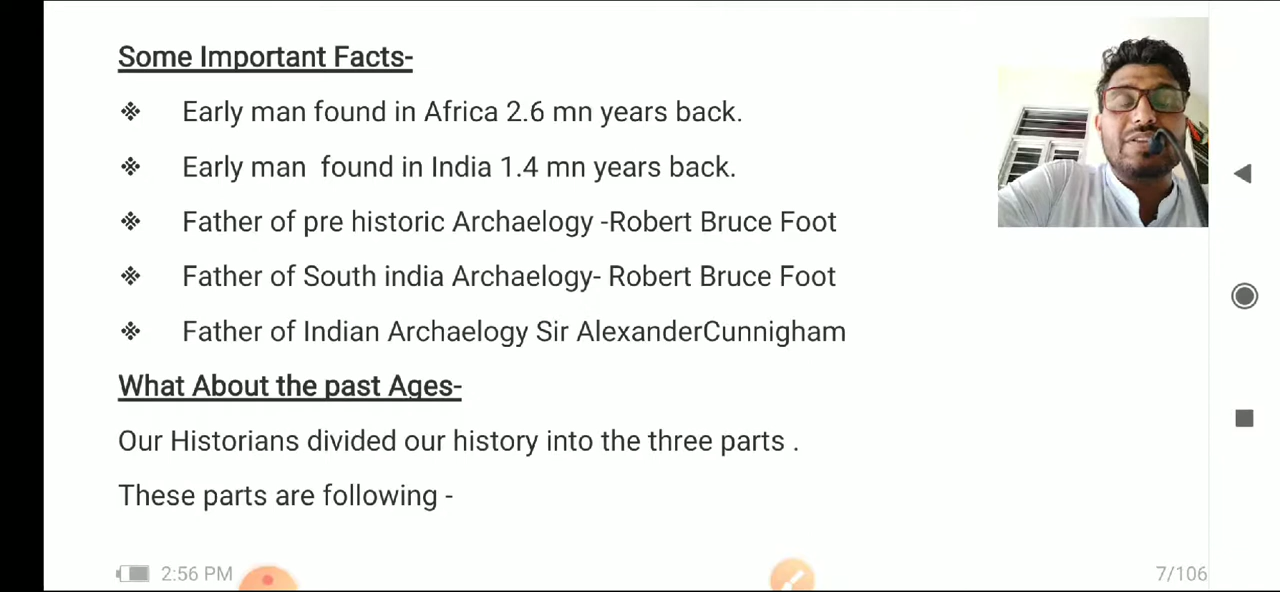 Some Important Facts-
❖ Early man found in Africa 2.6 mn years back.
❖ Early man  found in India 1.4 mn years back.
❖ Father of pre historic Archaelogy -Robert Bruce Foot
❖ Father of South india Archaelogy- Robert Bruce Foot
❖ Father of Indian Archaelogy Sir AlexanderCunnigham
What About the past Ages-
Our Historians divided our history into the three parts .
These parts are following -
2:56 PM 7/106